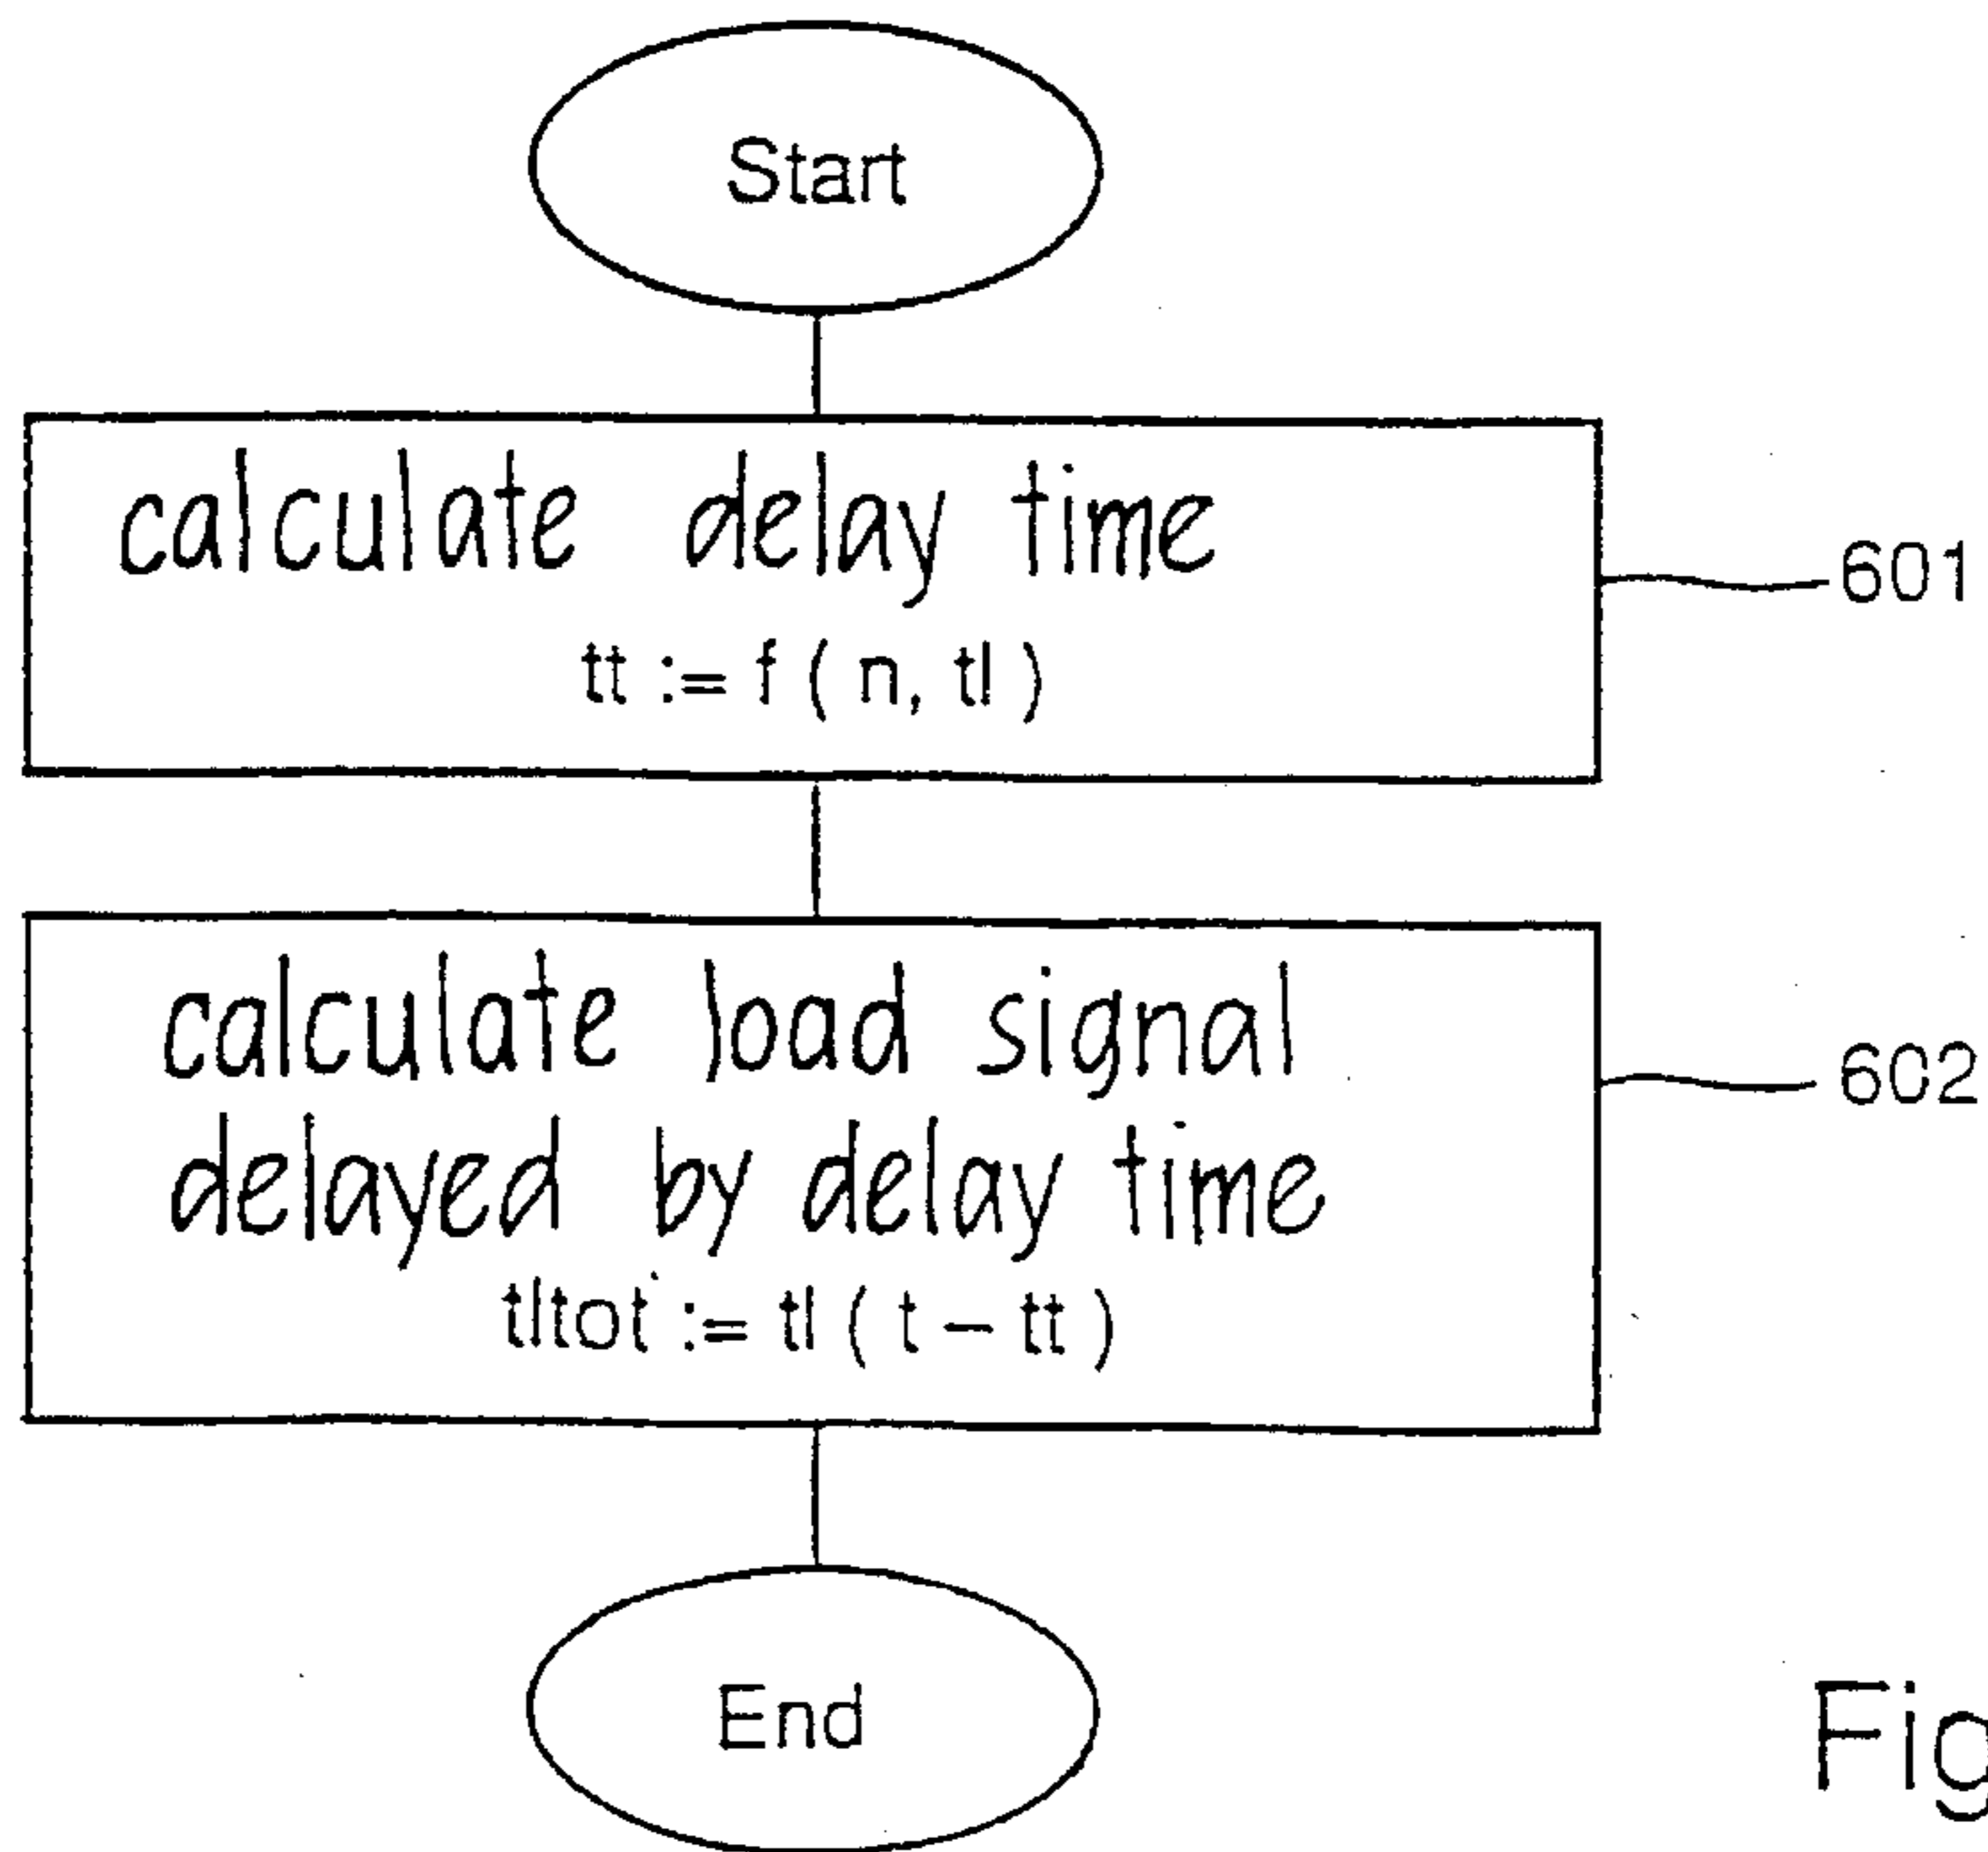 Start
calculate delay time
tt := f ( n, tl )
601
calculate load signal
delayed by delay time
tltot := tl ( t – tt )
602
End
Fig